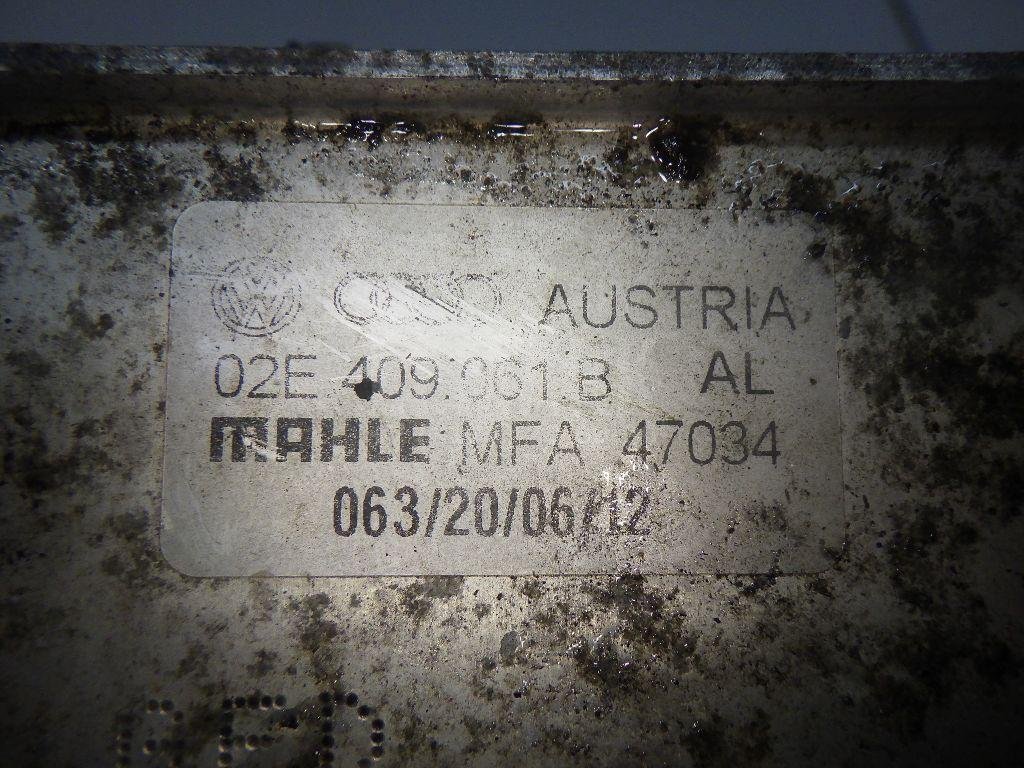 AUSTRIA
02E.409.061.B AL
MAHLE MFA 47034
063/20/06/12